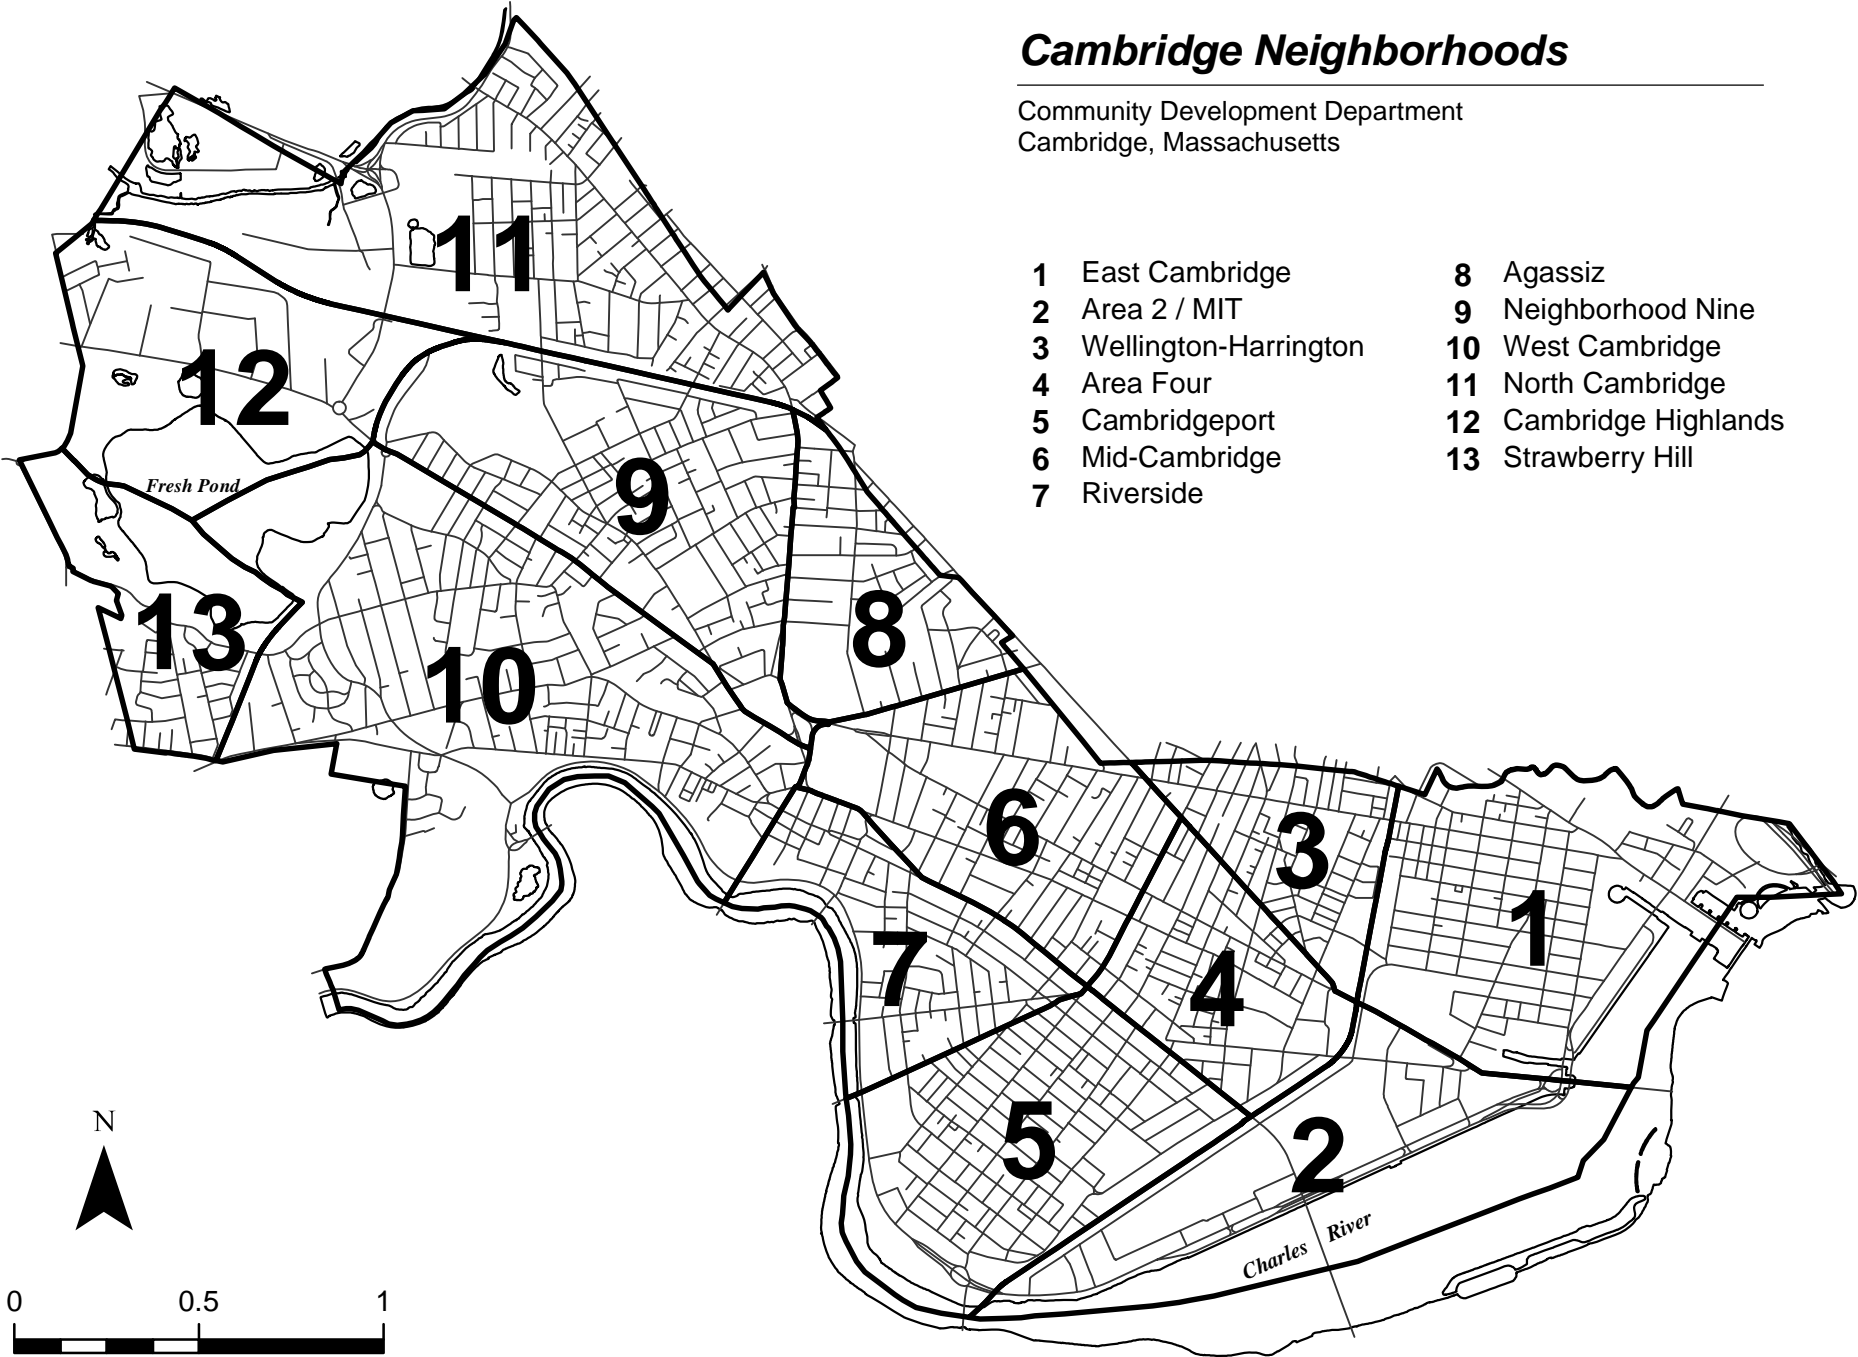 Cambridge Neighborhoods
Community Development Department
Cambridge, Massachusetts
1 East Cambridge
2 Area 2 / MIT
3 Wellington-Harrington
4 Area Four
5 Cambridgeport
6 Mid-Cambridge
7 Riverside
8 Agassiz
9 Neighborhood Nine
10 West Cambridge
11 North Cambridge
12 Cambridge Highlands
13 Strawberry Hill
11
12
Fresh Pond
9
13
8
10
6
3
1
7
4
5
2
Charles River
N
0 0.5 1